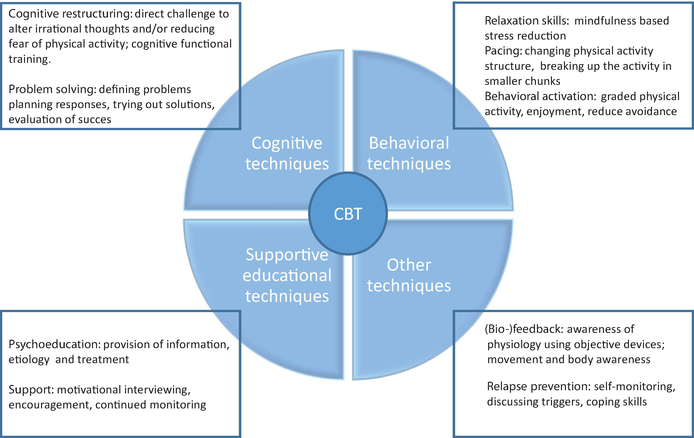 Cognitive restructuring: direct challenge to
alter irrational thoughts and/or reducing
fear of physical activity; cognitive functional
training.
Problem solving: defining problems
planning responses, trying out solutions,
evaluation of succes
Relaxation skills: mindfulness based
stress reduction
Pacing: changing physical activity
structure, breaking up the activity in
smaller chunks
Behavioral activation: graded physical
activity, enjoyment, reduce avoidance
Cognitive
techniques
Behavioral
techniques
CBT
Supportive
educational
techniques
Other
techniques
Psychoeducation: provision of information,
etiology and treatment
Support: motivational interviewing,
encouragement, continued monitoring
(Bio-)feedback: awareness of
physiology using objective devices;
movement and body awareness
Relapse prevention: self-monitoring,
discussing triggers, coping skills